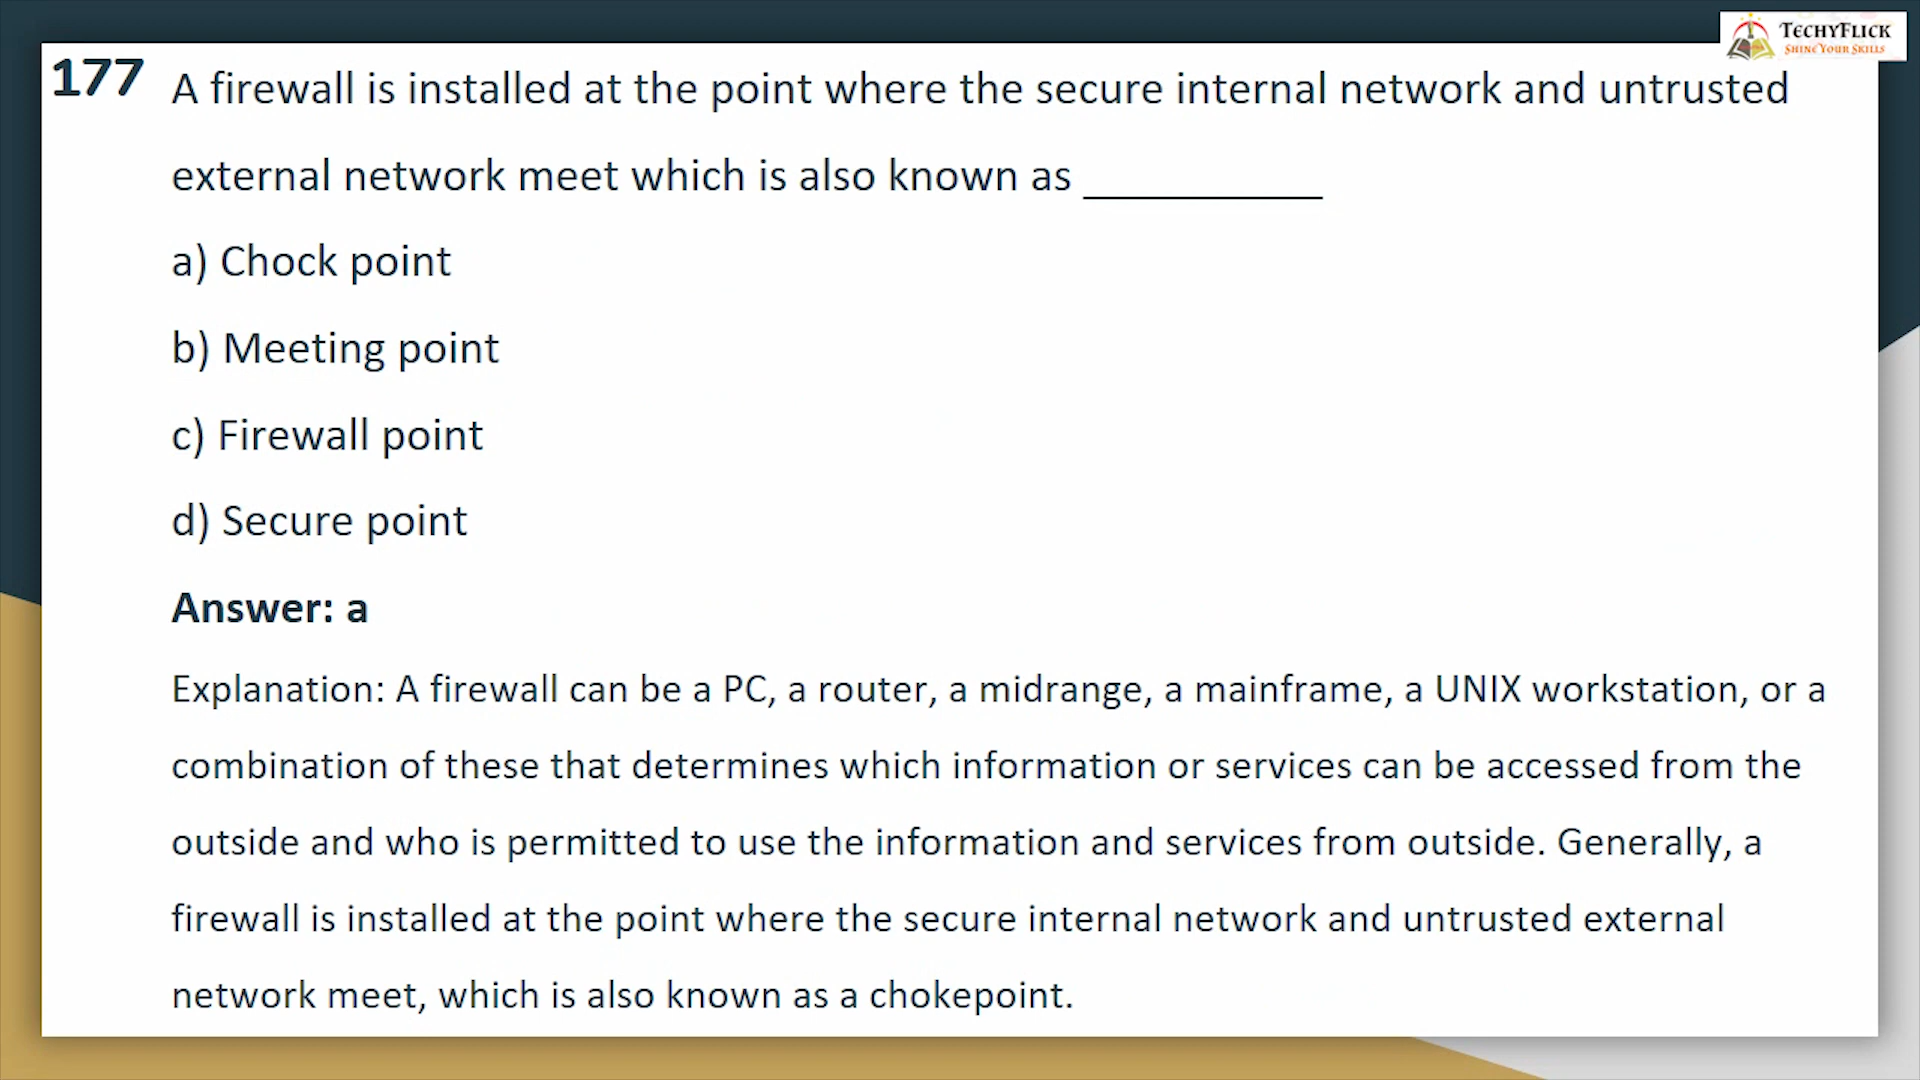 TECHYFLICK
SHINE YOUR SKILLS
177 A firewall is installed at the point where the secure internal network and untrusted
external network meet which is also known as __________
a) Chock point
b) Meeting point
c) Firewall point
d) Secure point
Answer: a
Explanation: A firewall can be a PC, a router, a midrange, a mainframe, a UNIX workstation, or a
combination of these that determines which information or services can be accessed from the
outside and who is permitted to use the information and services from outside. Generally, a
firewall is installed at the point where the secure internal network and untrusted external
network meet, which is also known as a chokepoint.